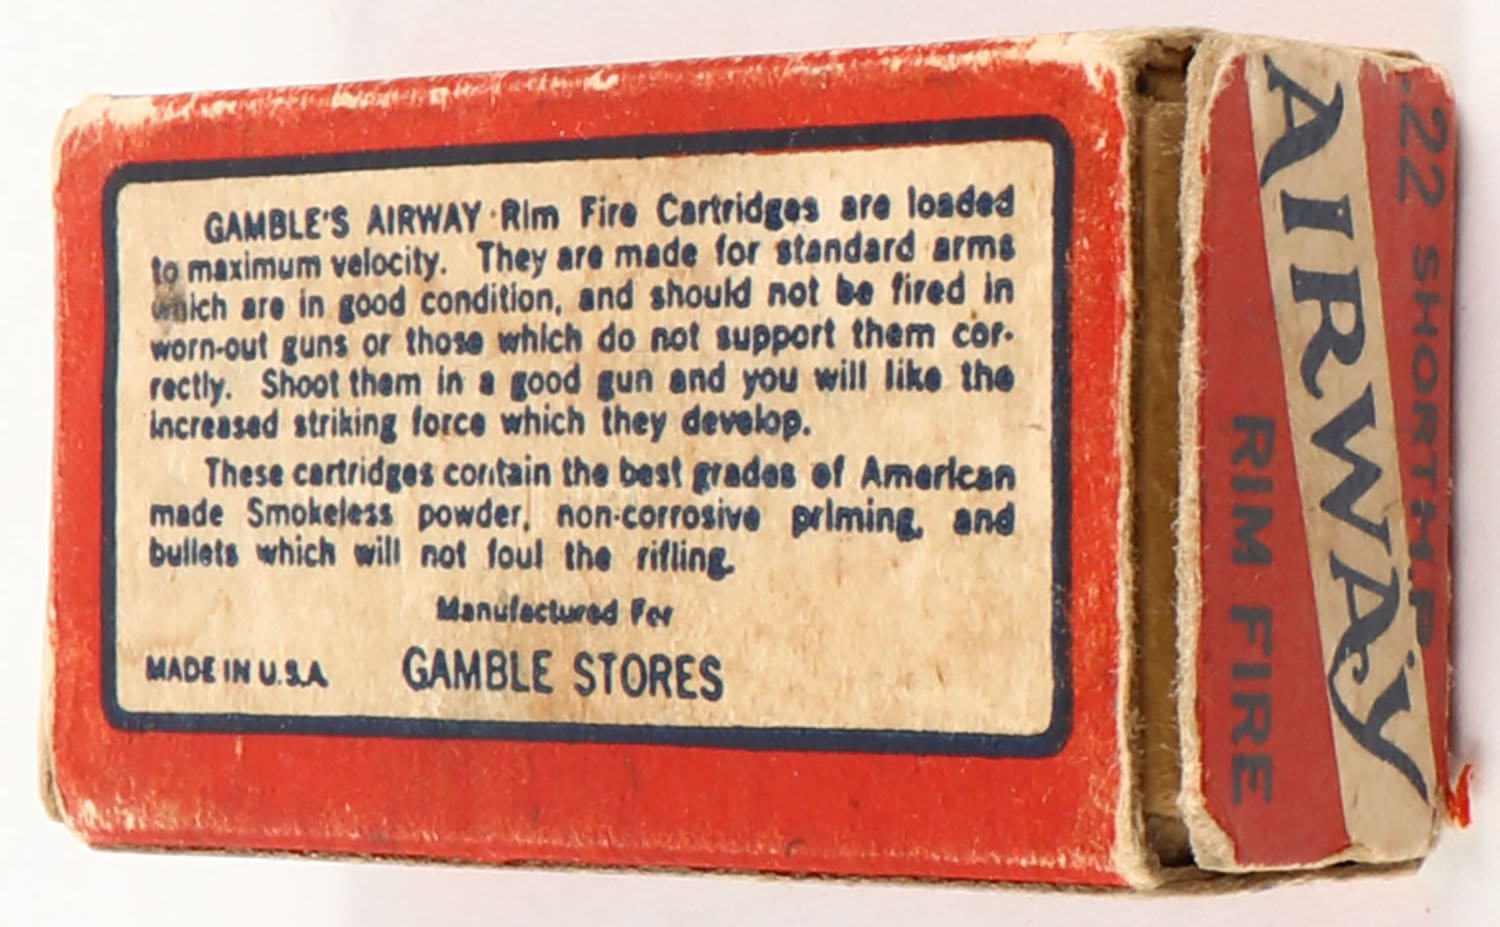 GAMBLE'S AIRWAY Rim Fire Cartridges are loaded
to maximum velocity. They are made for standard arms
which are in good condition, and should not be fired in
worn-out guns or those which do not support them cor-
rectly. Shoot them in a good gun and you will like the
increased striking force which they develop.
These cartridges contain the best grades of American
made Smokeless powder, non-corrosive priming, and
bullets which will not foul the rifling.
Manufactured For
MADE IN U.S.A. GAMBLE STORES
.22 SHORT H.P.
AIRWAY
RIM FIRE